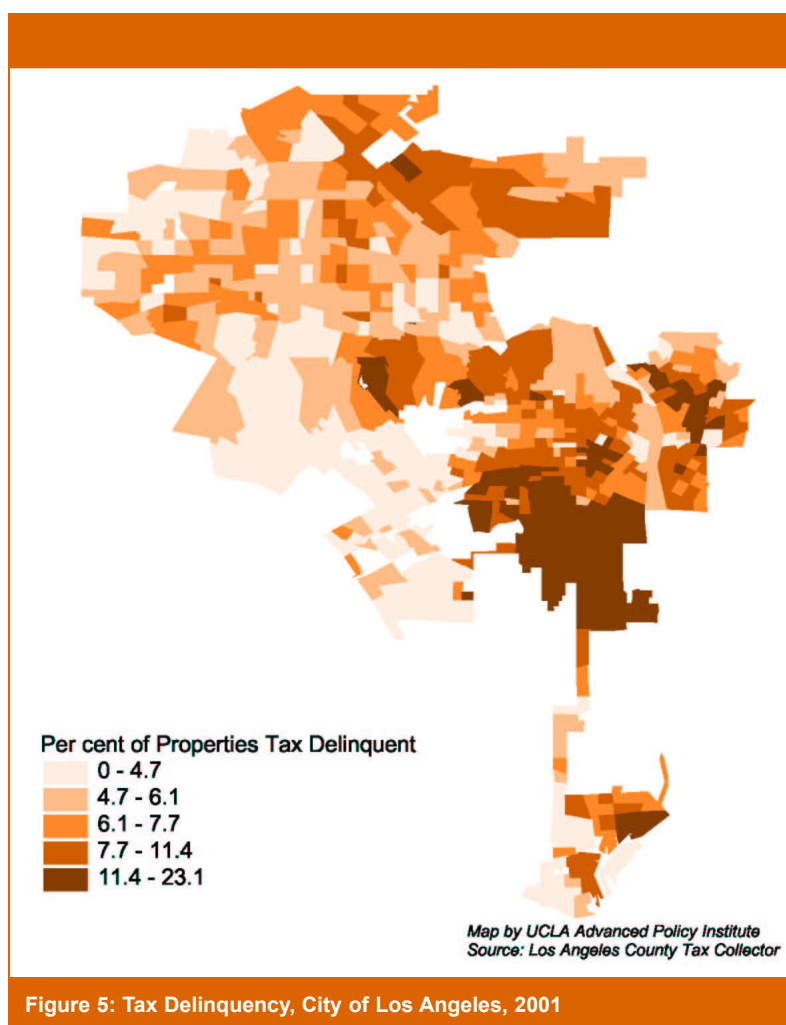 Per cent of Properties Tax Delinquent
0 - 4.7
4.7 - 6.1
6.1 - 7.7
7.7 - 11.4
11.4 - 23.1
Map by UCLA Advanced Policy Institute
Source: Los Angeles County Tax Collector
Figure 5: Tax Delinquency, City of Los Angeles, 2001